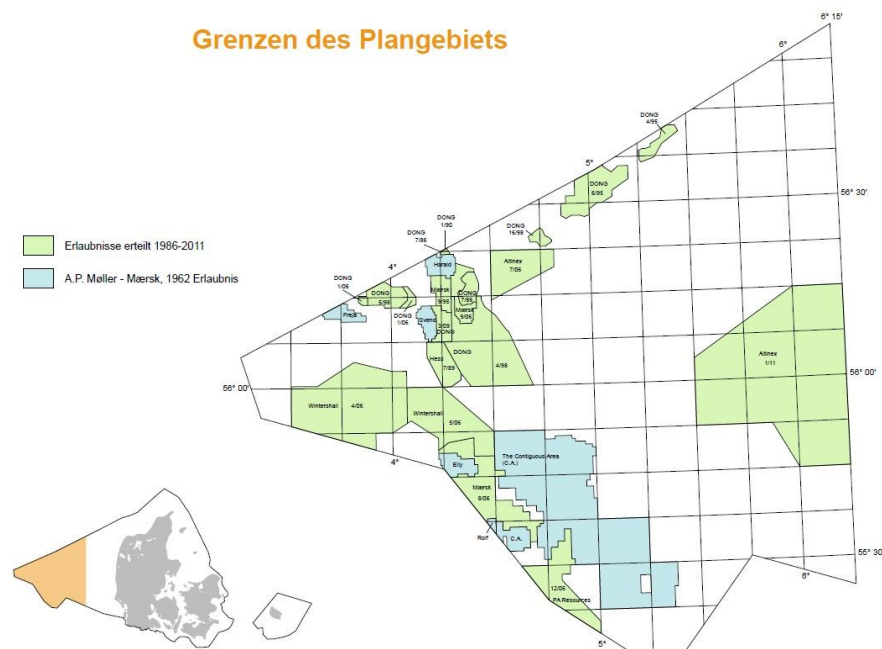 Grenzen des Plangebiets
6° 15'
6°
DONG
4/95
5°
DONG
6/95
56° 30'
DONG
1/90
DONG
7/86
DONG
16/98
Erlaubnisse erteilt 1986-2011
A.P. Møller - Mærsk, 1962 Erlaubnis
Harald
Altinex
7/06
4°
DONG
1/06
DONG
5/98
Mærsk
9/95
DONG
7/86
Mærsk
9/06
Freja
DONG
1/06
Svend
3/09
DONG
Hess
7/89
DONG
4/98
Altinex
1/11
56° 00'
56° 00'
Wintershall 4/06
Wintershall
5/06
4°
Elly
The Contiguous Area
(C.A.)
Mærsk
8/06
Rolf
C.A.
56° 30'
12/06
PA Resources
6°
5°